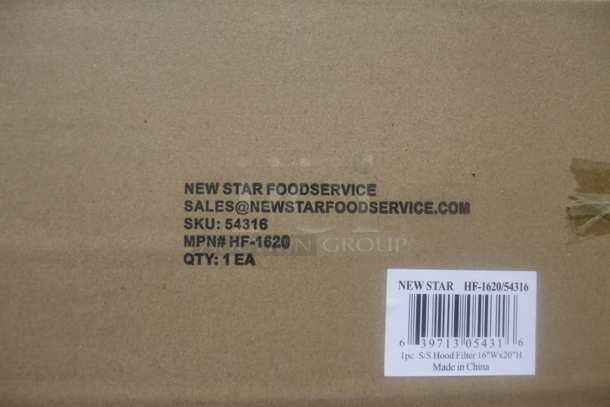 NEW STAR FOODSERVICE
SALES@NEWSTARFOODSERVICE.COM
SKU: 54316
MPN# HF-1620
GROUP
QTY: 1 EA
NEW STAR HF-1620/54316
6 39713 05431 6
1pc S/S Hood Filter 16"Wx20"H
Made in China